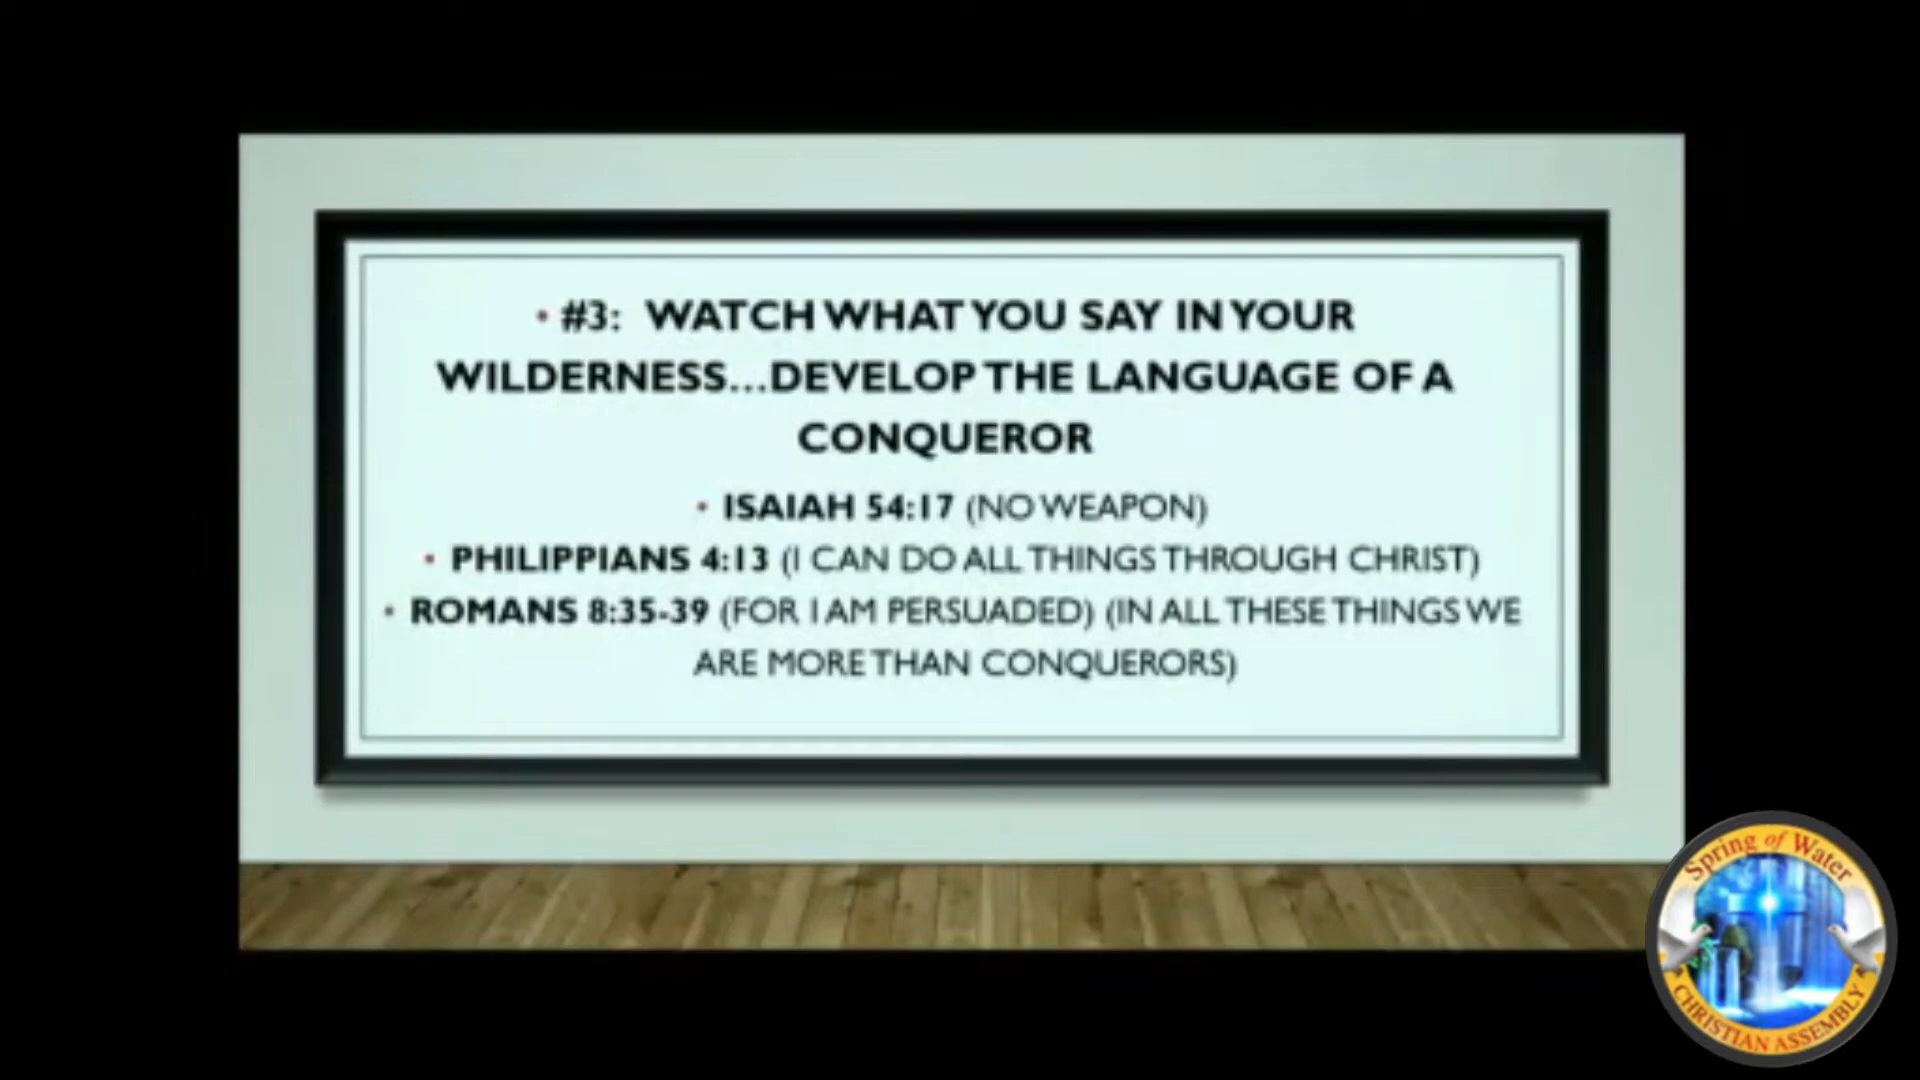 • #3: WATCH WHAT YOU SAY IN YOUR
WILDERNESS...DEVELOP THE LANGUAGE OF A
CONQUEROR
• ISAIAH 54:17 (NO WEAPON)
• PHILIPPIANS 4:13 (I CAN DO ALL THINGS THROUGH CHRIST)
• ROMANS 8:35-39 (FOR I AM PERSUADED) (IN ALL THESE THINGS WE
ARE MORE THAN CONQUERORS)
Spring of Water
CHRISTIAN ASSEMBLY